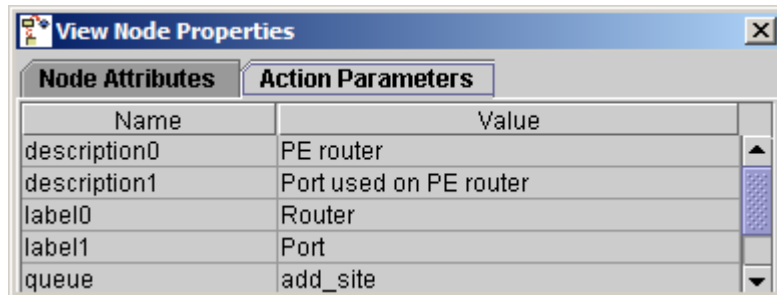 View Node Properties
Node Attributes Action Parameters
Name Value
description0 PE router
description1 Port used on PE router
label0 Router
label1 Port
queue add_site